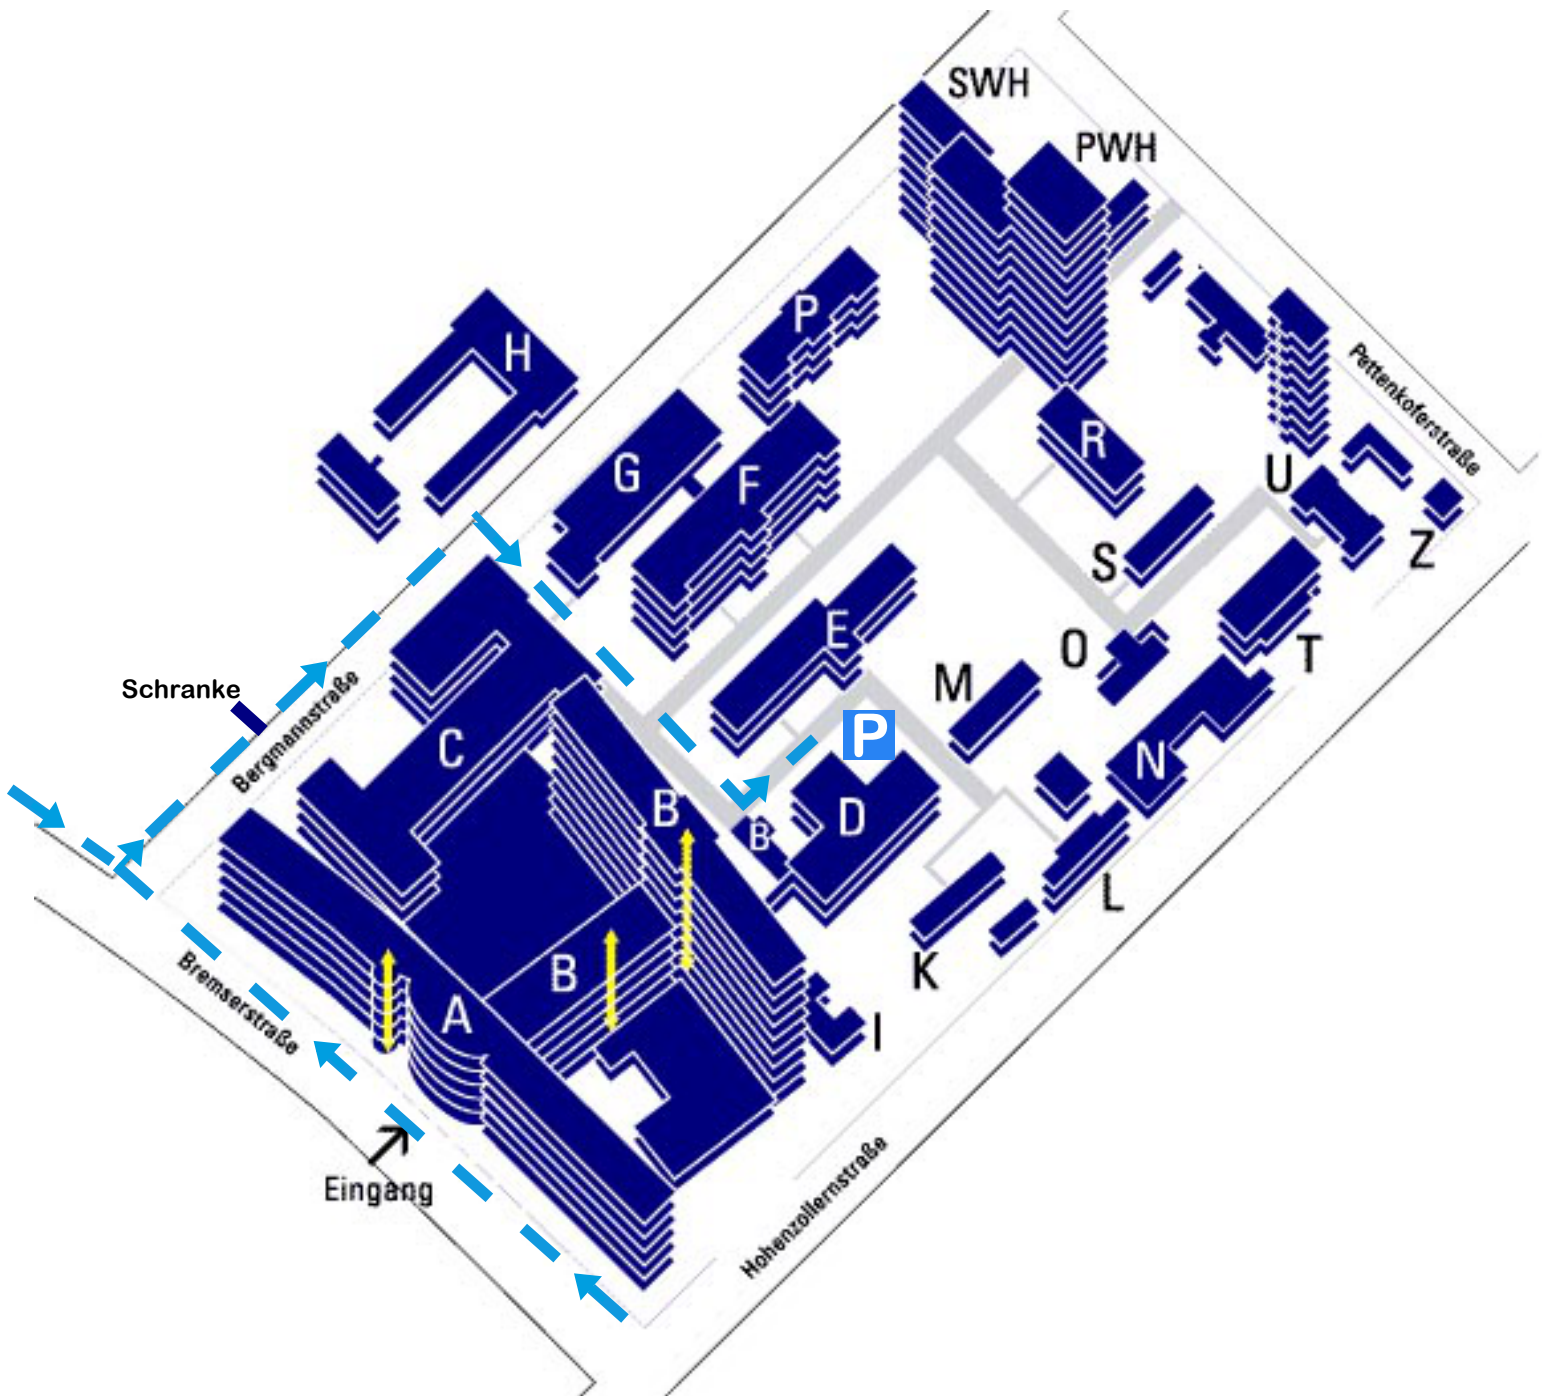 SWH
PWH
P
H
Pettenkoferstraße
R
G
F
U
Z
S
E
O
T
M
Schranke
P
Bergmannstraße
C
N
B
B
D
L
K
Bremserstraße
B
A
I
Eingang
Hohenzollernstraße